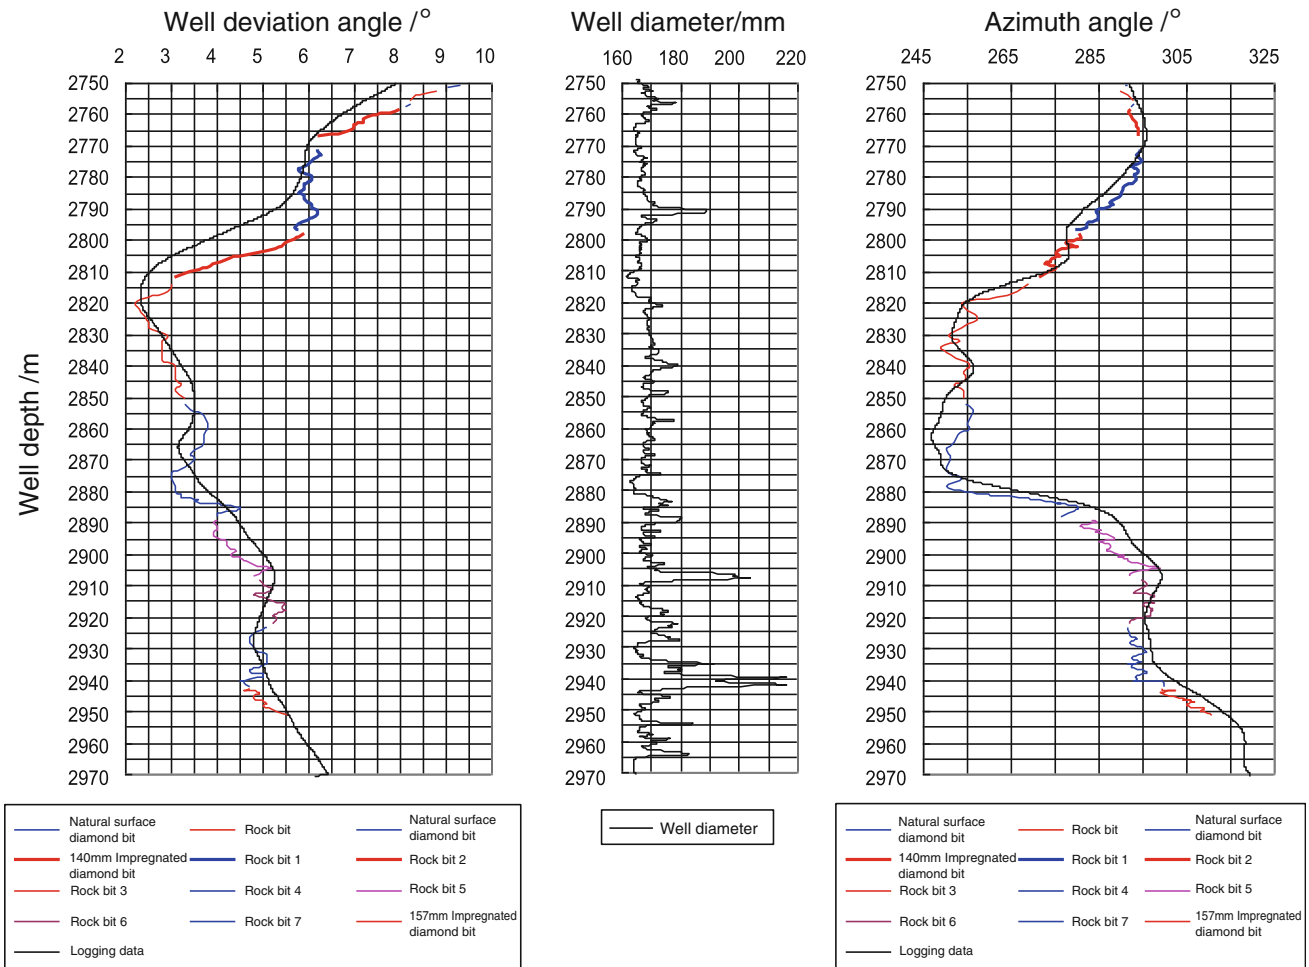 Well deviation angle /°
Well diameter/mm
Azimuth angle /°
2 3 4 5 6 7 8 9 10
160 180 200 220
245 265 285 305 325
Well depth /m
2750
2760
2770
2780
2790
2800
2810
2820
2830
2840
2850
2860
2870
2880
2890
2900
2910
2920
2930
2940
2950
2960
2970
2750
2760
2770
2780
2790
2800
2810
2820
2830
2840
2850
2860
2870
2880
2890
2900
2910
2920
2930
2940
2950
2960
2970
2750
2760
2770
2780
2790
2800
2810
2820
2830
2840
2850
2860
2870
2880
2890
2900
2910
2920
2930
2940
2950
2960
2970
Natural surface
diamond bit
Rock bit
Natural surface
diamond bit
140mm Impregnated
diamond bit
Rock bit 1
Rock bit 2
Rock bit 3
Rock bit 4
Rock bit 5
Rock bit 6
Rock bit 7
157mm Impregnated
diamond bit
Logging data
Well diameter
Natural surface
diamond bit
Rock bit
Natural surface
diamond bit
140mm Impregnated
diamond bit
Rock bit 1
Rock bit 2
Rock bit 3
Rock bit 4
Rock bit 5
Rock bit 6
Rock bit 7
157mm Impregnated
diamond bit
Logging data